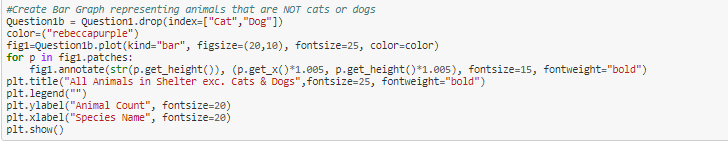 #Create Bar Graph representing animals that are NOT cats or dogs
Question1b = Question1.drop(index=["Cat","Dog"])
color=("rebeccapurple")
fig1=Question1b.plot(kind="bar", figsize=(20,10), fontsize=25, color=color)
for p in fig1.patches:
    fig1.annotate(str(p.get_height()), (p.get_x()*1.005, p.get_height()*1.005), fontsize=15, fontweight="bold")
plt.title("All Animals in Shelter exc. Cats & Dogs",fontsize=25, fontweight="bold")
plt.legend("")
plt.ylabel("Animal Count", fontsize=20)
plt.xlabel("Species Name", fontsize=20)
plt.show()